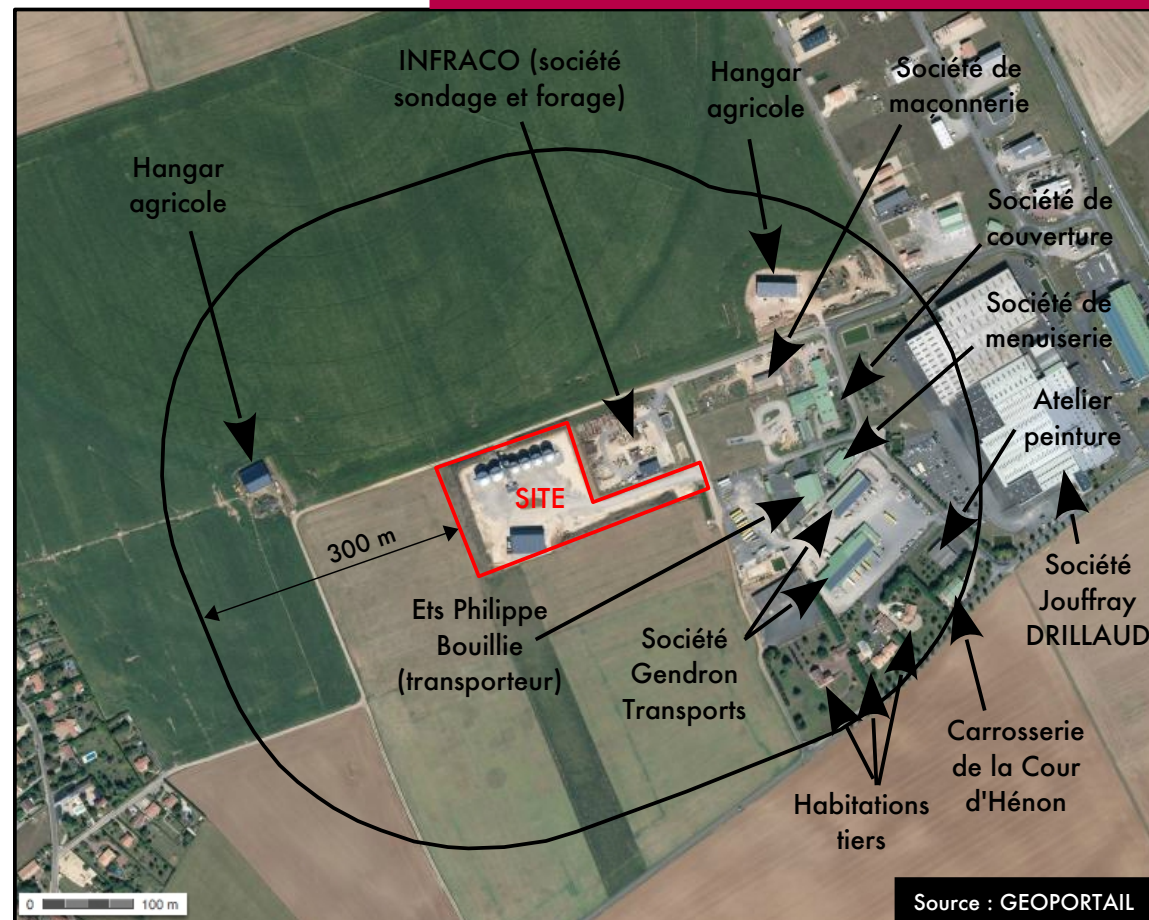 INFRACO (société
sondage et forage)
Hangar
agricole
Société de
maçonnerie
Hangar
agricole
Société de
couverture
Société de
menuiserie
Atelier
peinture
SITE
300 m
Ets Philippe
Bouillie
(transporteur)
Société
Gendron
Transports
Société
Jouffray
DRILLAUD
Carrosserie
de la Cour
d'Hénon
Habitations
tiers
0 100 m
Source : GEOPORTAIL